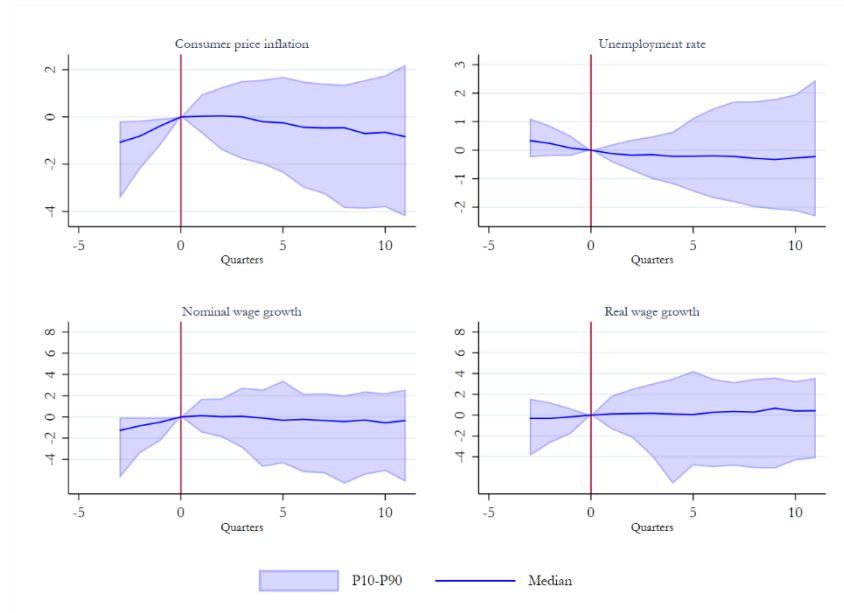 Consumer price inflation
2
0
-2
-4
-5 0 5 10
Quarters
Unemployment rate
3
2
1
0
-1
-2
-5 0 5 10
Quarters
Nominal wage growth
8
6
4
2
0
-2
-4
-5 0 5 10
Quarters
Real wage growth
8
6
4
2
0
-2
-4
-5 0 5 10
Quarters
P10-P90 Median